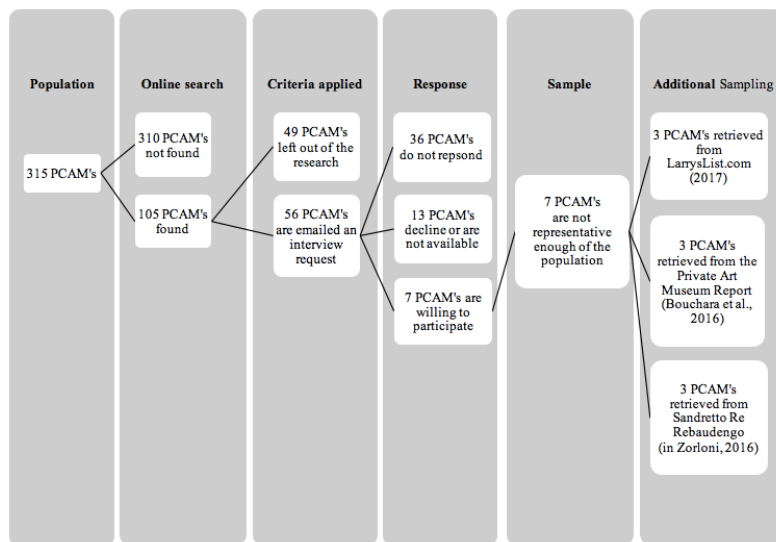 Population
315 PCAM's
Online search
310 PCAM's
not found
105 PCAM's
found
Criteria applied
49 PCAM's
left out of the
research
56 PCAM's
are emailed an
interview
request
Response
36 PCAM's
do not repsond
13 PCAM's
decline or are
not available
7 PCAM's are
willing to
participate
Sample
7 PCAM's
are not
representative
enough of the
population
Additional Sampling
3 PCAM's retrieved
from
LarrysList.com
(2017)
3 PCAM's
retrieved from the
Private Art
Museum Report
(Bouchara et al.,
2016)
3 PCAM's
retrieved from
Sandretto Re
Rebaudengo
(in Zorloni, 2016)